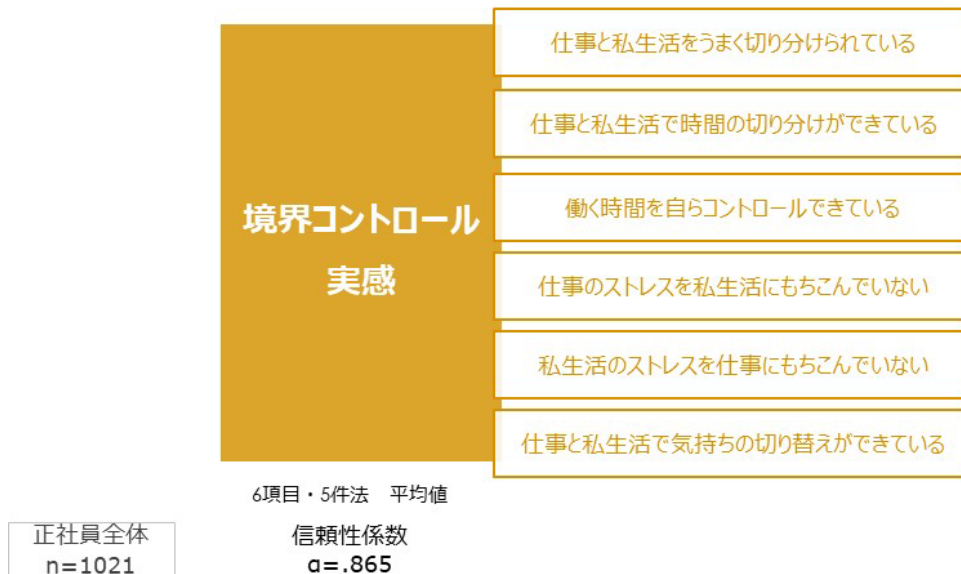 仕事と私生活をうまく切り分けられている
仕事と私生活で時間の切り分けができている
働く時間を自らコントロールできている
境界コントロール
実感
仕事のストレスを私生活にもちこんでいない
私生活のストレスを仕事にもちこんでいない
仕事と私生活で気持ちの切り替えができている
6項目・5件法　平均値
正社員全体
n=1021
信頼性係数
α=.865